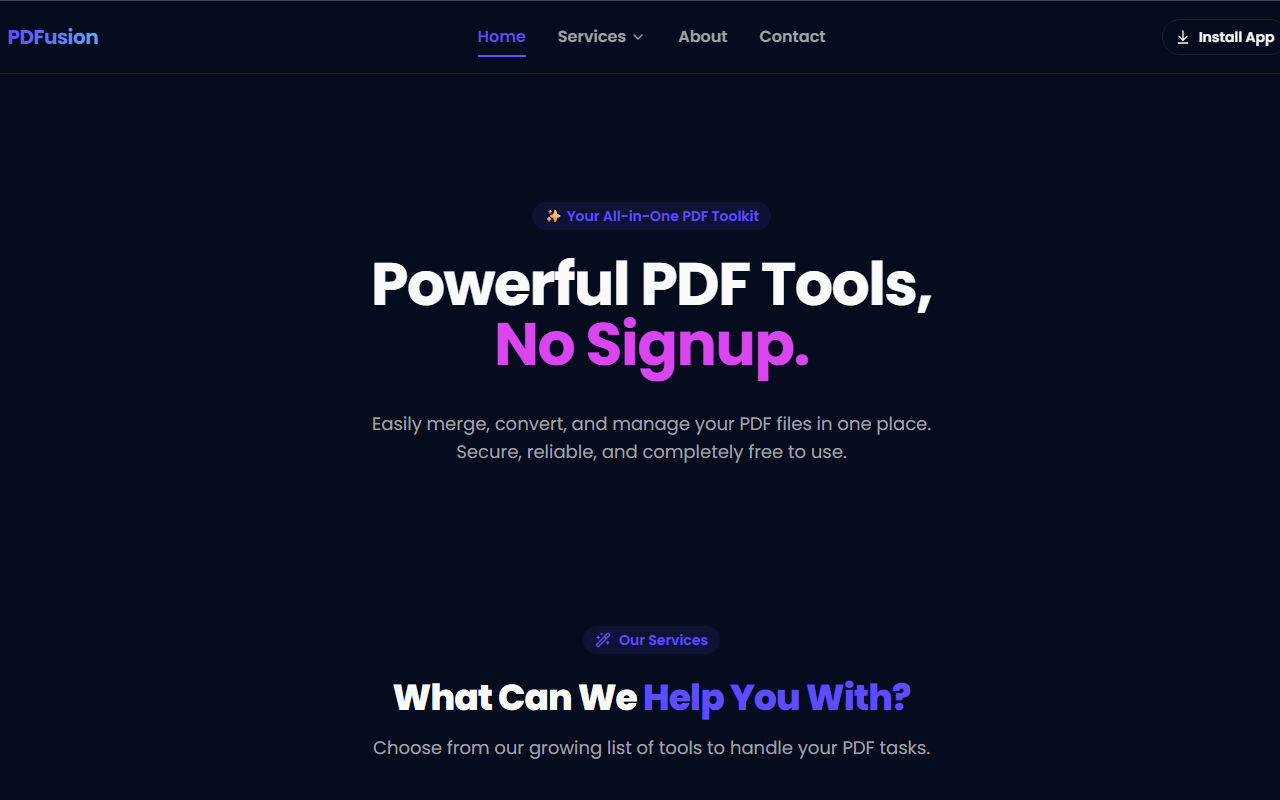 PDFusion
Home
Services
About
Contact
Install App
✨ Your All-in-One PDF Toolkit
Powerful PDF Tools,
No Signup.
Easily merge, convert, and manage your PDF files in one place.
Secure, reliable, and completely free to use.
Our Services
What Can We Help You With?
Choose from our growing list of tools to handle your PDF tasks.